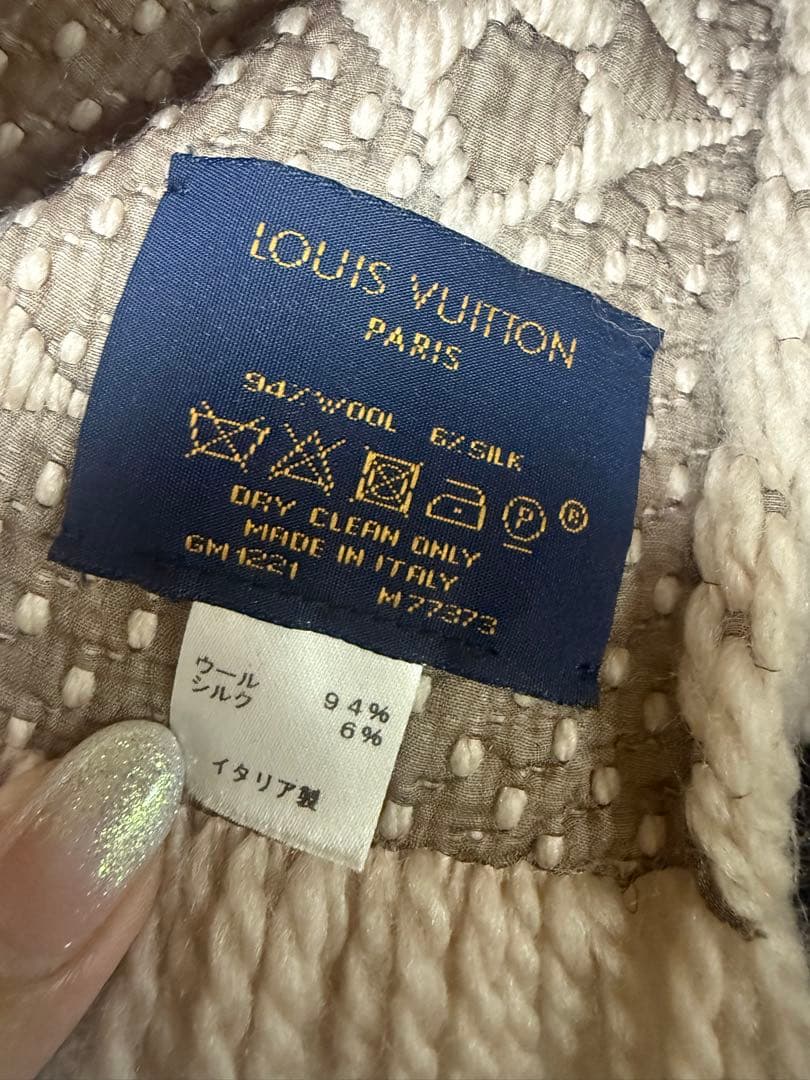 LOUIS VUITTON
PARIS
94% WOOL 6% SILK
P ®
DRY CLEAN ONLY
MADE IN ITALY
GM1221 M77373
ウール 94%
シルク 6%
イタリア製